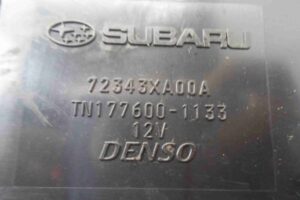 SUBARU
72343XA00A
TN177600-1133
12V
DENSO